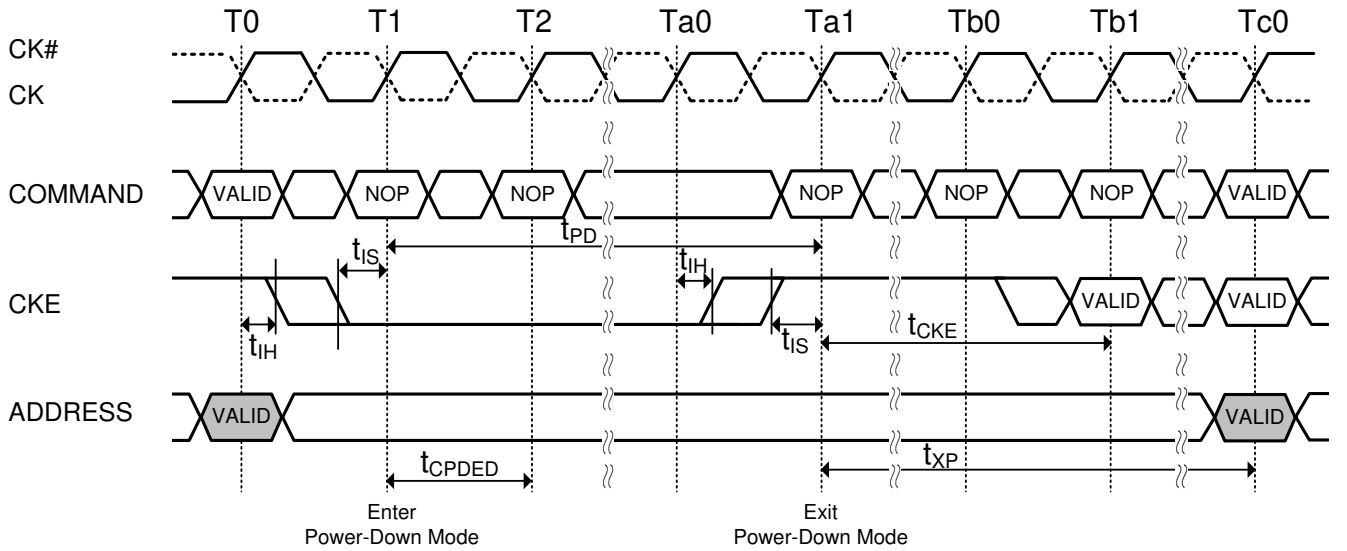 T0 T1 T2 Ta0 Ta1 Tb0 Tb1 Tc0
CK#
CK
COMMAND VALID NOP NOP NOP NOP NOP VALID
tPD
tIS tIH
CKE VALID VALID
tIH tIS tCKE
ADDRESS VALID VALID
tCPDED tXP
Enter
Power-Down Mode
Exit
Power-Down Mode